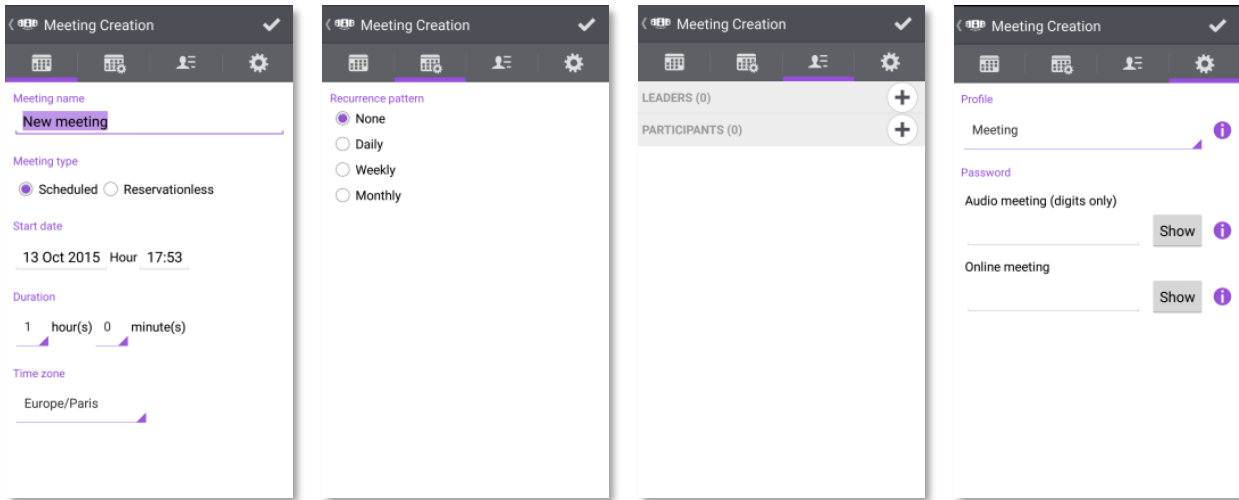 Meeting Creation
Meeting name
New meeting
Meeting type
Scheduled Reservationless
Start date
13 Oct 2015 Hour 17:53
Duration
1 hour(s) 0 minute(s)
Time zone
Europe/Paris
Meeting Creation
Recurrence pattern
None
Daily
Weekly
Monthly
Meeting Creation
LEADERS (0)
PARTICIPANTS (0)
Meeting Creation
Profile
Meeting
Password
Audio meeting (digits only)
Show
Online meeting
Show